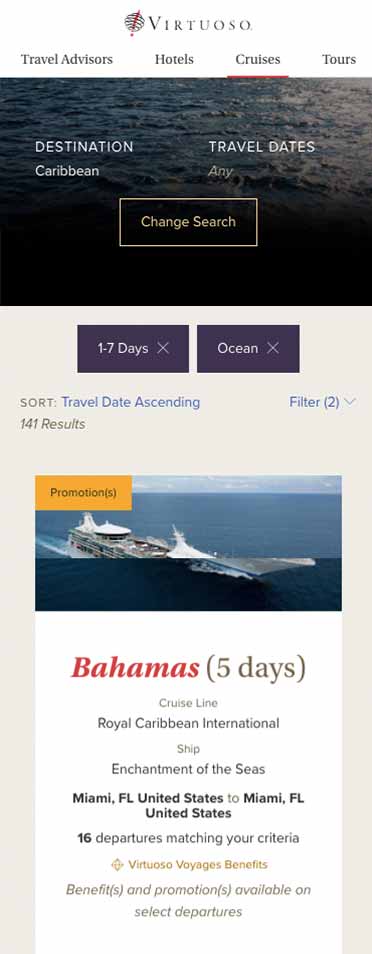 VIRTUOSO.
Travel Advisors Hotels Cruises Tours
DESTINATION TRAVEL DATES
Caribbean Any
Change Search
1-7 Days Ocean
SORT: Travel Date Ascending Filter (2)
141 Results
Promotion(s)
Bahamas (5 days)
Cruise Line
Royal Caribbean International
Ship
Enchantment of the Seas
Miami, FL United States to Miami, FL
United States
16 departures matching your criteria
Virtuoso Voyages Benefits
Benefit(s) and promotion(s) available on
select departures